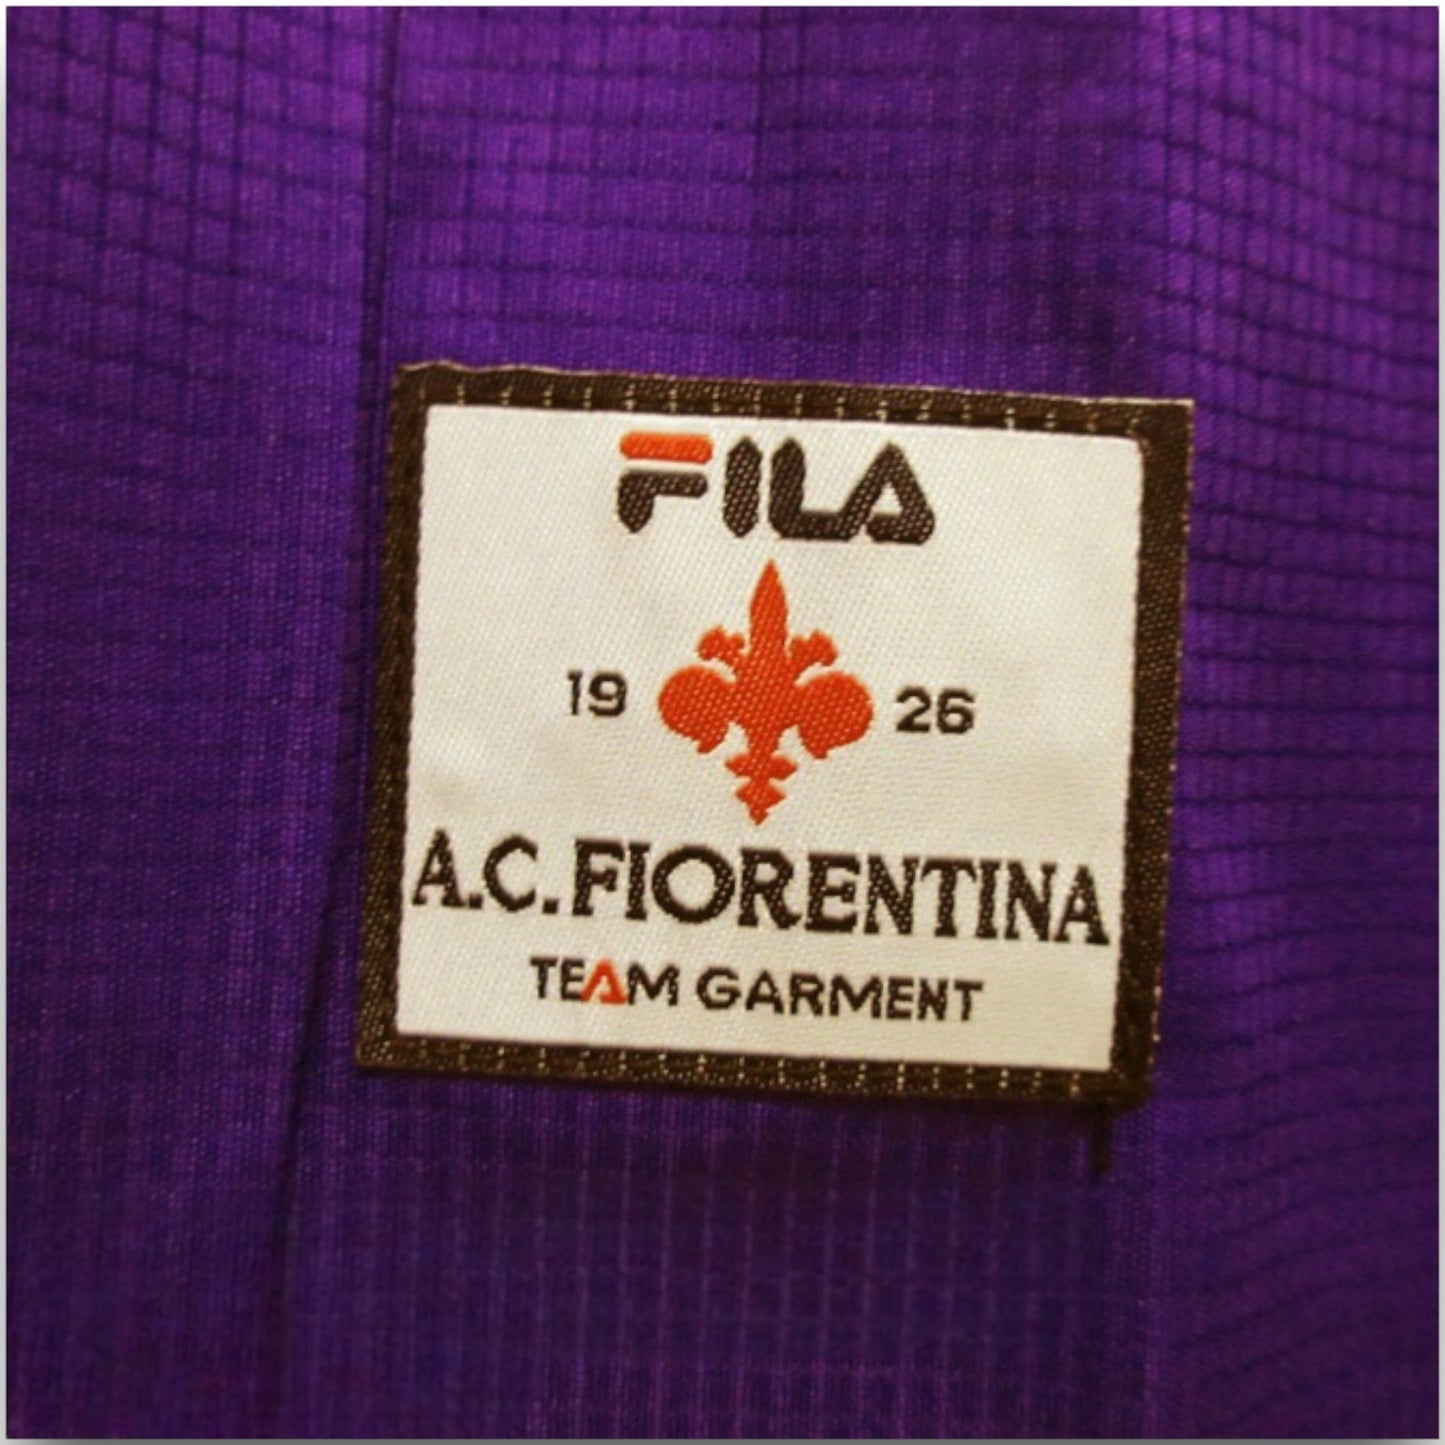 FILA
19 26
A.C. FIORENTINA
TEAM GARMENT